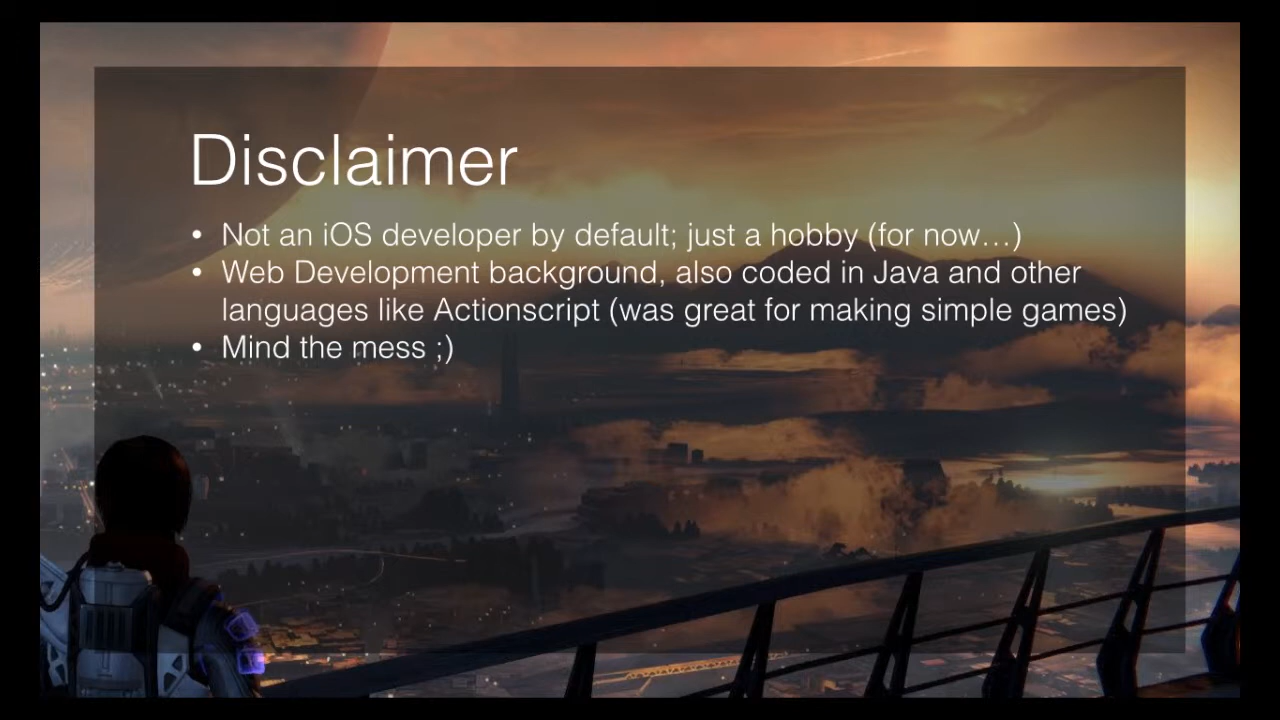 Disclaimer
• Not an iOS developer by default; just a hobby (for now…)
• Web Development background, also coded in Java and other
languages like Actionscript (was great for making simple games)
• Mind the mess ;)